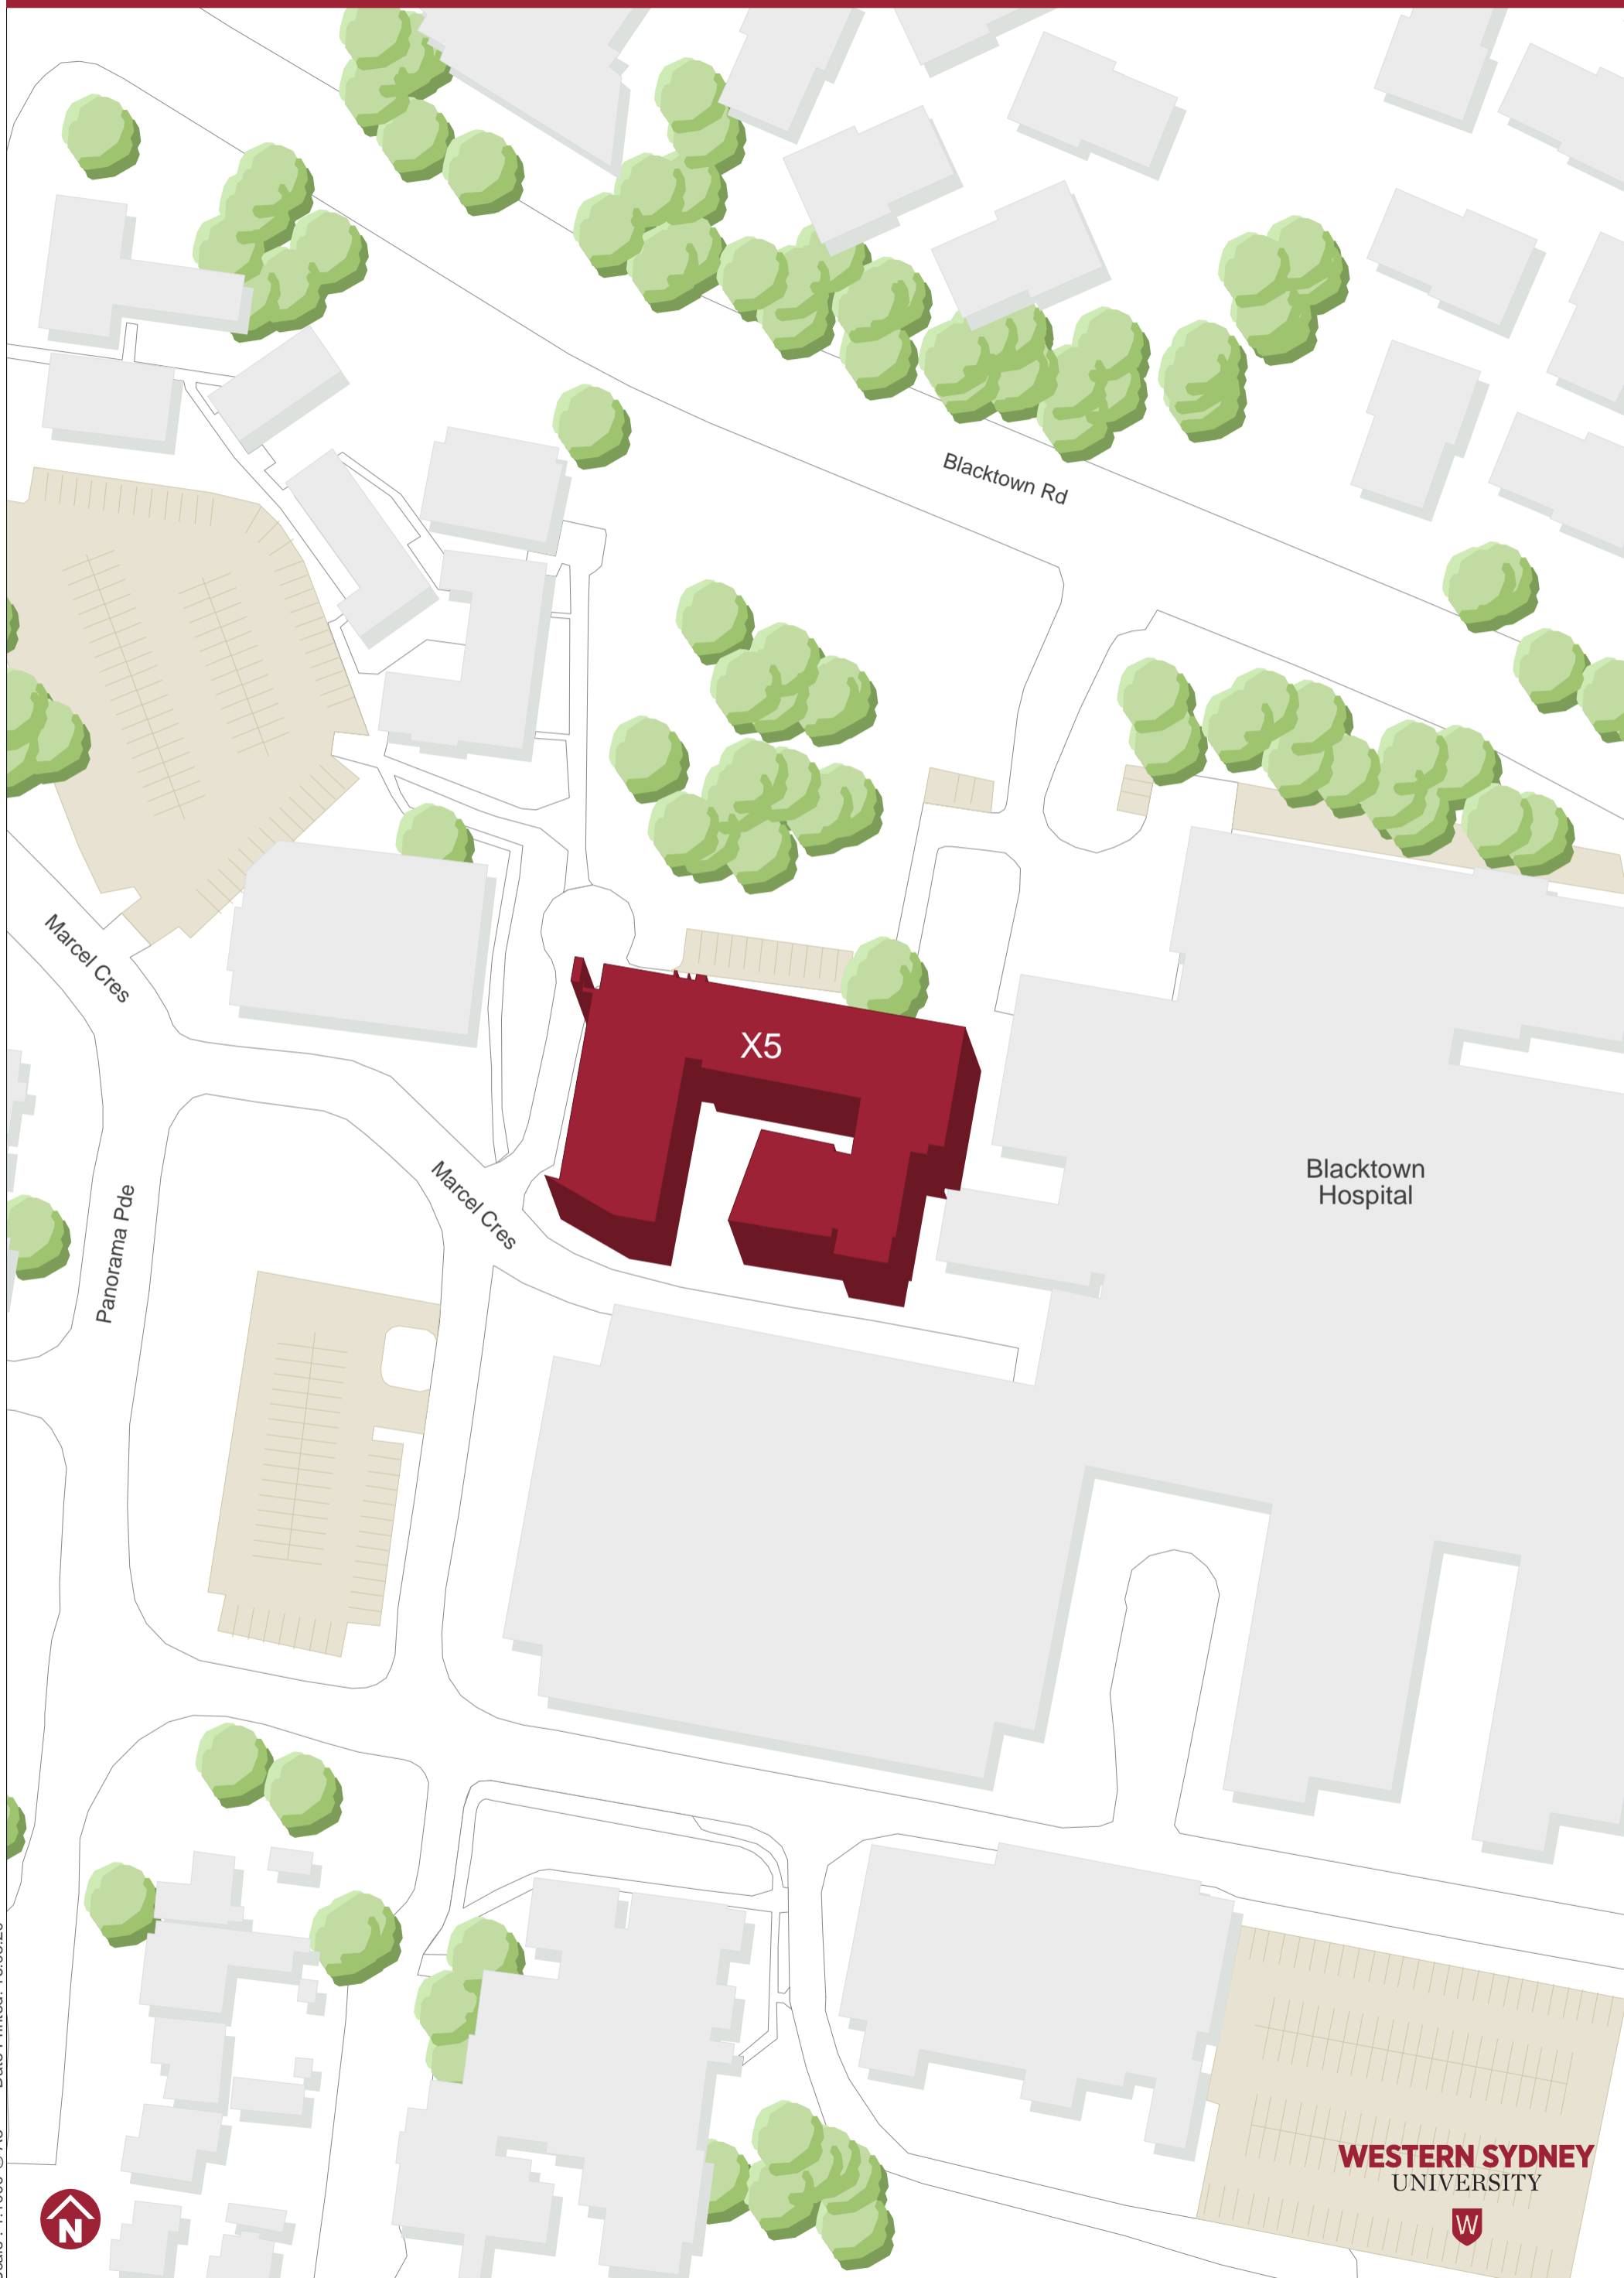 Blacktown Rd
Marcel Cres
X5
Blacktown
Hospital
Marcel Cres
Panorama Pde
WESTERN SYDNEY
UNIVERSITY
W
N